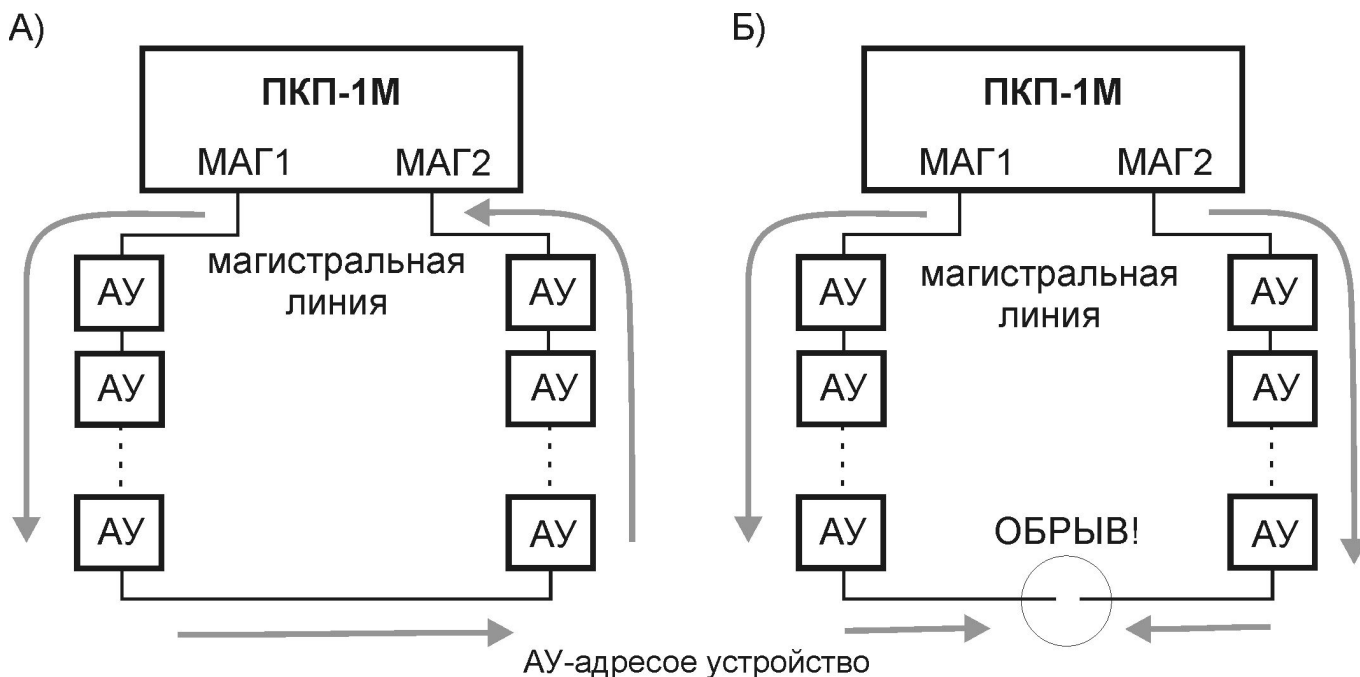 А)
ПКП-1М
МАГ1 МАГ2
магистральная
линия
АУ АУ
АУ АУ
АУ АУ
Б)
ПКП-1М
МАГ1 МАГ2
магистральная
линия
АУ АУ
АУ АУ
ОБРЫВ!
АУ АУ
АУ-адресое устройство